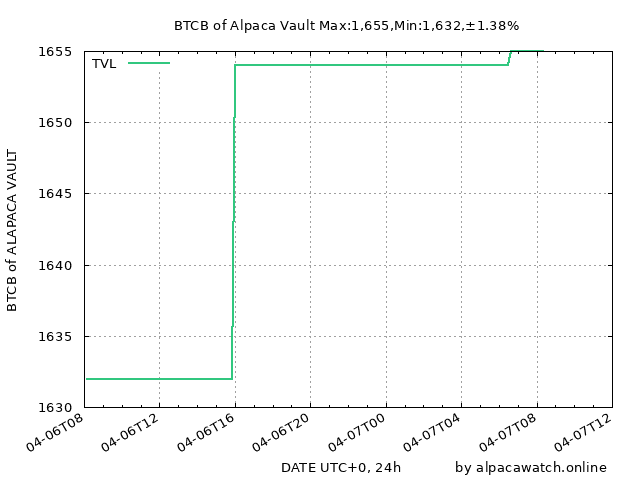 BTCB of Alpaca Vault Max:1,655,Min:1,632,±1.38%
TVL
1655
1650
1645
1640
1635
1630
BTCB of ALAPACA VAULT
04-06T08
04-06T12
04-06T16
04-06T20
04-07T00
04-07T04
04-07T08
04-07T12
DATE UTC+0, 24h
by alpacawatch.online